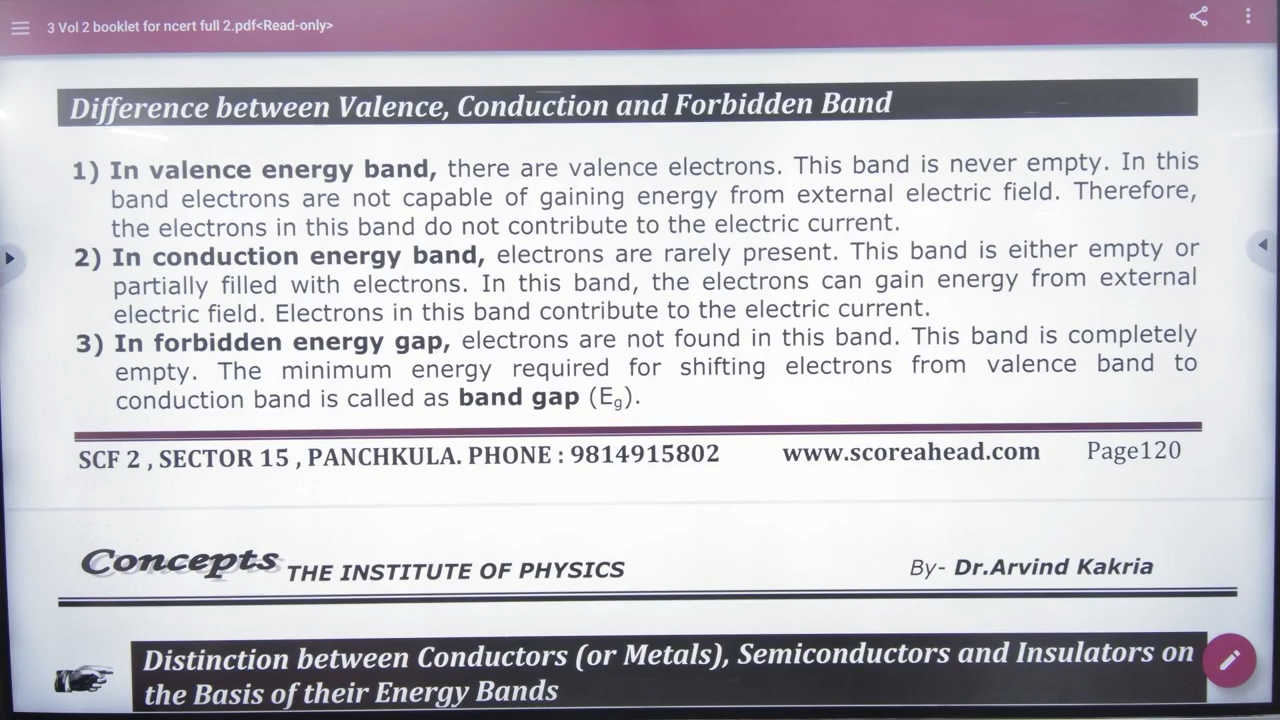 3 Vol 2 booklet for ncert full 2.pdf<Read-only>
Difference between Valence, Conduction and Forbidden Band
1) In valence energy band, there are valence electrons. This band is never empty. In this
band electrons are not capable of gaining energy from external electric field. Therefore,
the electrons in this band do not contribute to the electric current.
2) In conduction energy band, electrons are rarely present. This band is either empty or
partially filled with electrons. In this band, the electrons can gain energy from external
electric field. Electrons in this band contribute to the electric current.
3) In forbidden energy gap, electrons are not found in this band. This band is completely
empty. The minimum energy required for shifting electrons from valence band to
conduction band is called as band gap (Eg).
SCF 2 , SECTOR 15 , PANCHKULA. PHONE : 9814915802 www.scoreahead.com Page120
Concepts THE INSTITUTE OF PHYSICS By- Dr.Arvind Kakria
Distinction between Conductors (or Metals), Semiconductors and Insulators on
the Basis of their Energy Bands